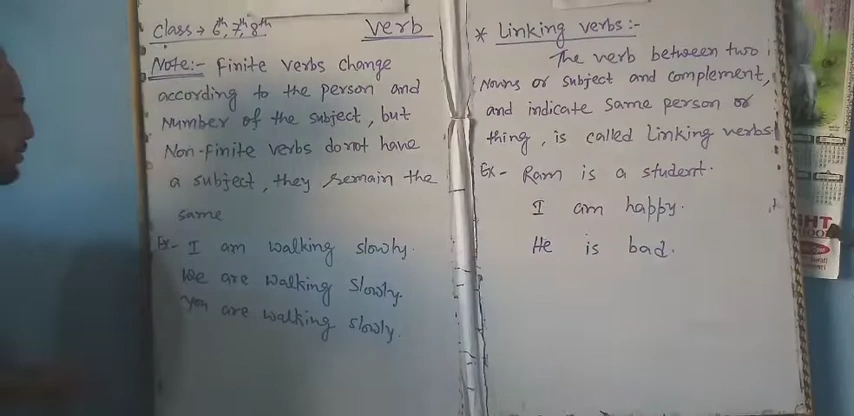 Class → 6th, 7th, 8th
Verb
Note:- Finite verbs change
according to the person and
Number of the subject, but
Non-finite verbs do not have
a subject, they remain the
same
Ex- I am walking slowly.
We are walking slowly.
You are walking slowly.
* Linking verbs:-
The verb between two
Nouns or subject and complement,
and indicate same person or
thing, is called linking verbs.
Ex- Ram is a student.
I am happy.
He is bad.